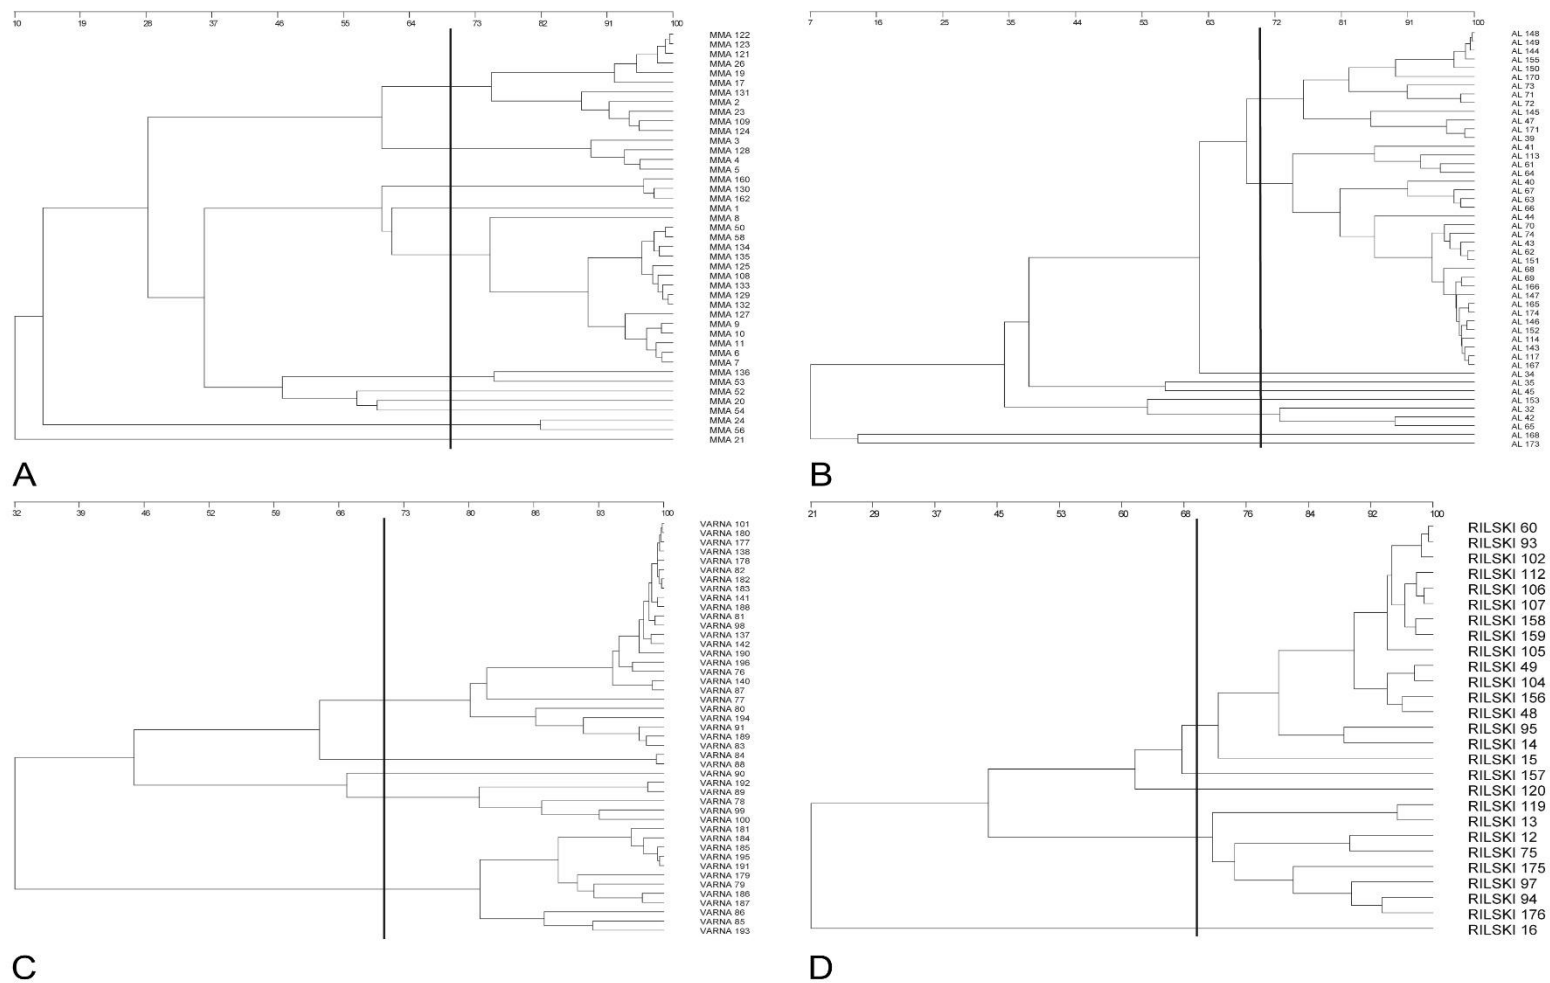 10 19 28 37 46 55 64 73 82 91 100
MMA 122
MMA 123
MMA 121
MMA 26
MMA 19
MMA 17
MMA 131
MMA 2
MMA 23
MMA 109
MMA 124
MMA 3
MMA 128
MMA 4
MMA 5
MMA 160
MMA 130
MMA 162
MMA 1
MMA 8
MMA 50
MMA 58
MMA 134
MMA 135
MMA 125
MMA 108
MMA 133
MMA 129
MMA 132
MMA 127
MMA 9
MMA 10
MMA 11
MMA 6
MMA 7
MMA 136
MMA 53
MMA 52
MMA 20
MMA 54
MMA 24
MMA 56
MMA 21
A
7 16 25 35 44 53 63 72 81 91 100
AL 148
AL 149
AL 144
AL 155
AL 150
AL 170
AL 73
AL 71
AL 72
AL 145
AL 47
AL 171
AL 39
AL 41
AL 113
AL 61
AL 64
AL 40
AL 67
AL 63
AL 66
AL 44
AL 70
AL 74
AL 43
AL 62
AL 151
AL 68
AL 69
AL 166
AL 147
AL 165
AL 174
AL 146
AL 152
AL 114
AL 143
AL 117
AL 167
AL 34
AL 35
AL 45
AL 153
AL 32
AL 42
AL 65
AL 168
AL 173
B
32 39 46 52 59 66 73 80 86 93 100
VARNA 101
VARNA 180
VARNA 177
VARNA 138
VARNA 178
VARNA 82
VARNA 182
VARNA 183
VARNA 141
VARNA 188
VARNA 81
VARNA 98
VARNA 137
VARNA 142
VARNA 190
VARNA 196
VARNA 76
VARNA 140
VARNA 87
VARNA 77
VARNA 80
VARNA 194
VARNA 91
VARNA 189
VARNA 83
VARNA 84
VARNA 88
VARNA 90
VARNA 192
VARNA 89
VARNA 78
VARNA 99
VARNA 100
VARNA 181
VARNA 184
VARNA 185
VARNA 195
VARNA 191
VARNA 179
VARNA 79
VARNA 186
VARNA 187
VARNA 86
VARNA 85
VARNA 193
C
21 29 37 45 53 60 68 76 84 92 100
RILSKI 60
RILSKI 93
RILSKI 102
RILSKI 112
RILSKI 106
RILSKI 107
RILSKI 158
RILSKI 159
RILSKI 105
RILSKI 49
RILSKI 104
RILSKI 156
RILSKI 48
RILSKI 95
RILSKI 14
RILSKI 15
RILSKI 157
RILSKI 120
RILSKI 119
RILSKI 13
RILSKI 12
RILSKI 75
RILSKI 175
RILSKI 97
RILSKI 94
RILSKI 176
RILSKI 16
D